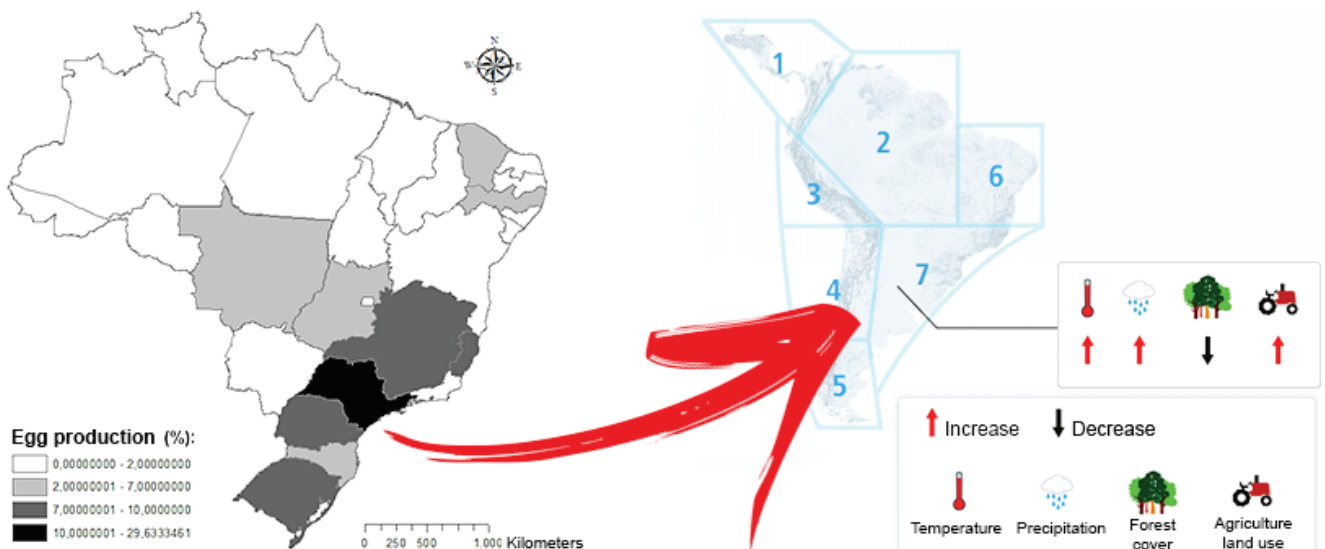 N
W E
S
Egg production (%):
0,00000000 - 2,00000000
2,00000001 - 7,00000000
7,00000001 - 10,0000000
10,0000001 - 29,6333461
0 250 500 1.000 Kilometers
1
2
3
4
5
6
7
Increase Decrease
Temperature Precipitation Forest cover Agriculture land use